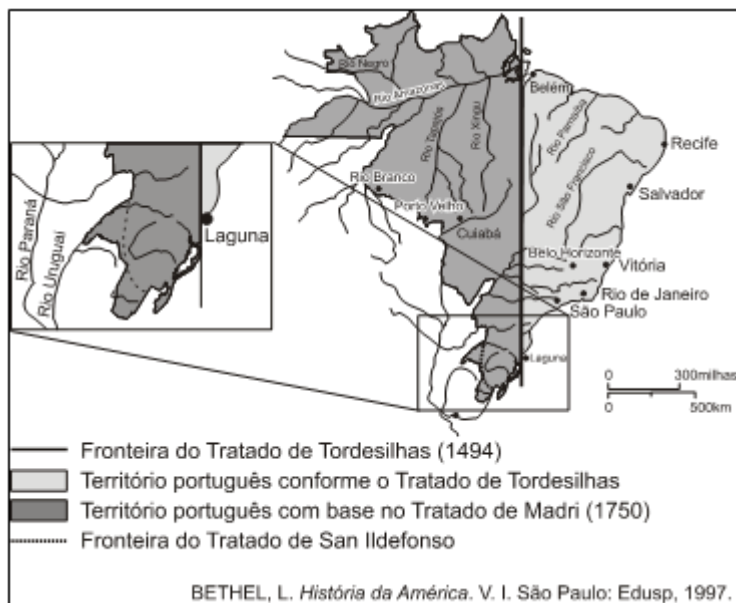 Rio Negro
Rio Amazonas
Belém
Rio Tapajós
Rio Xingu
Rio Parnaíba
Recife
Rio São Francisco
Salvador
Rio Branco
Porto Velho
Cuiabá
Belo Horizonte
Vitória
Rio de Janeiro
São Paulo
Laguna
Rio Paraná
Rio Uruguai
Laguna
0 300milhas
0 500km
Fronteira do Tratado de Tordesilhas (1494)
Território português conforme o Tratado de Tordesilhas
Território português com base no Tratado de Madri (1750)
Fronteira do Tratado de San Ildefonso
BETHEL, L. História da América. V. I. São Paulo: Edusp, 1997.